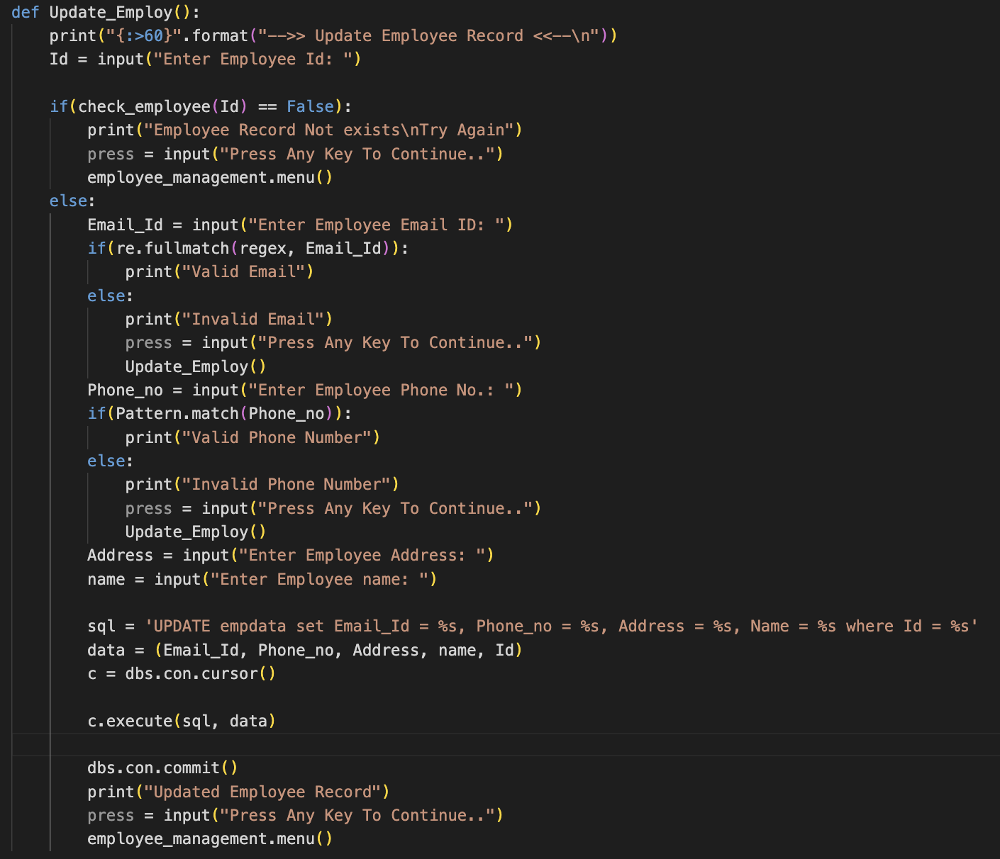 def Update_Employ():
    print("{:>60}".format("-->> Update Employee Record <<--\n"))
    Id = input("Enter Employee Id: ")

    if(check_employee(Id) == False):
        print("Employee Record Not exists\nTry Again")
        press = input("Press Any Key To Continue..")
        employee_management.menu()
    else:
        Email_Id = input("Enter Employee Email ID: ")
        if(re.fullmatch(regex, Email_Id)):
            print("Valid Email")
        else:
            print("Invalid Email")
            press = input("Press Any Key To Continue..")
            Update_Employ()
        Phone_no = input("Enter Employee Phone No.: ")
        if(Pattern.match(Phone_no)):
            print("Valid Phone Number")
        else:
            print("Invalid Phone Number")
            press = input("Press Any Key To Continue..")
            Update_Employ()
        Address = input("Enter Employee Address: ")
        name = input("Enter Employee name: ")

        sql = 'UPDATE empdata set Email_Id = %s, Phone_no = %s, Address = %s, Name = %s where Id = %s'
        data = (Email_Id, Phone_no, Address, name, Id)
        c = dbs.con.cursor()

        c.execute(sql, data)

        dbs.con.commit()
        print("Updated Employee Record")
        press = input("Press Any Key To Continue..")
        employee_management.menu()